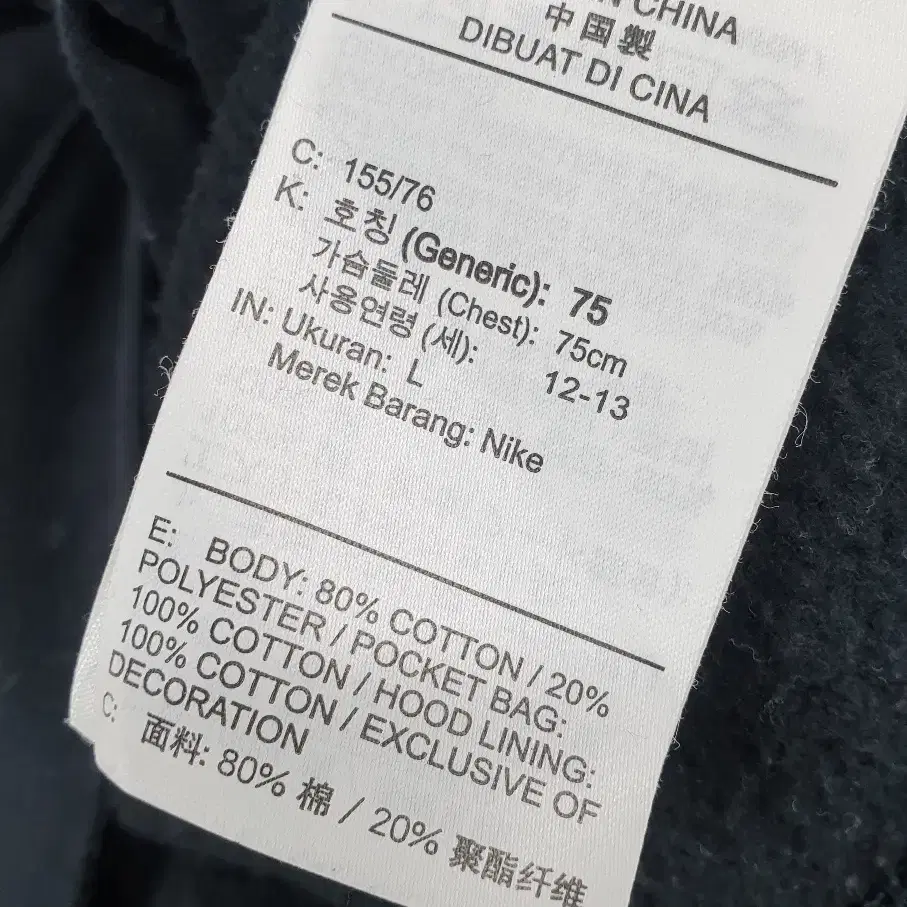 CHINA
中国製
DIBUAT DI CINA
C: 155/76
K: 호칭 (Generic): 75
가슴둘레 (Chest): 75cm
사용연령 (세): 12-13
IN: Ukuran: L
Merek Barang: Nike
E: BODY: 80% COTTON / 20%
POLYESTER / POCKET BAG:
100% COTTON / HOOD LINING:
100% COTTON / EXCLUSIVE OF
DECORATION
C: 面料: 80% 棉 / 20% 聚酯纤维